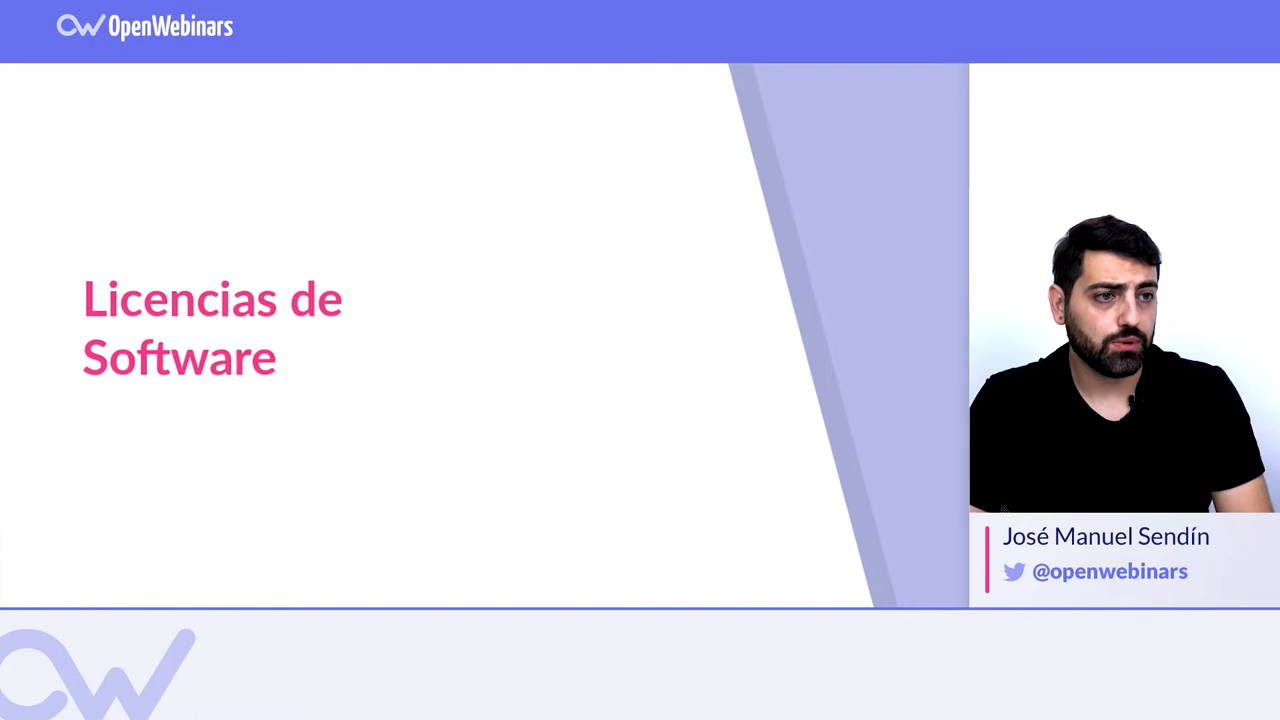 OpenWebinars
Licencias de
Software
José Manuel Sendín
@openwebinars